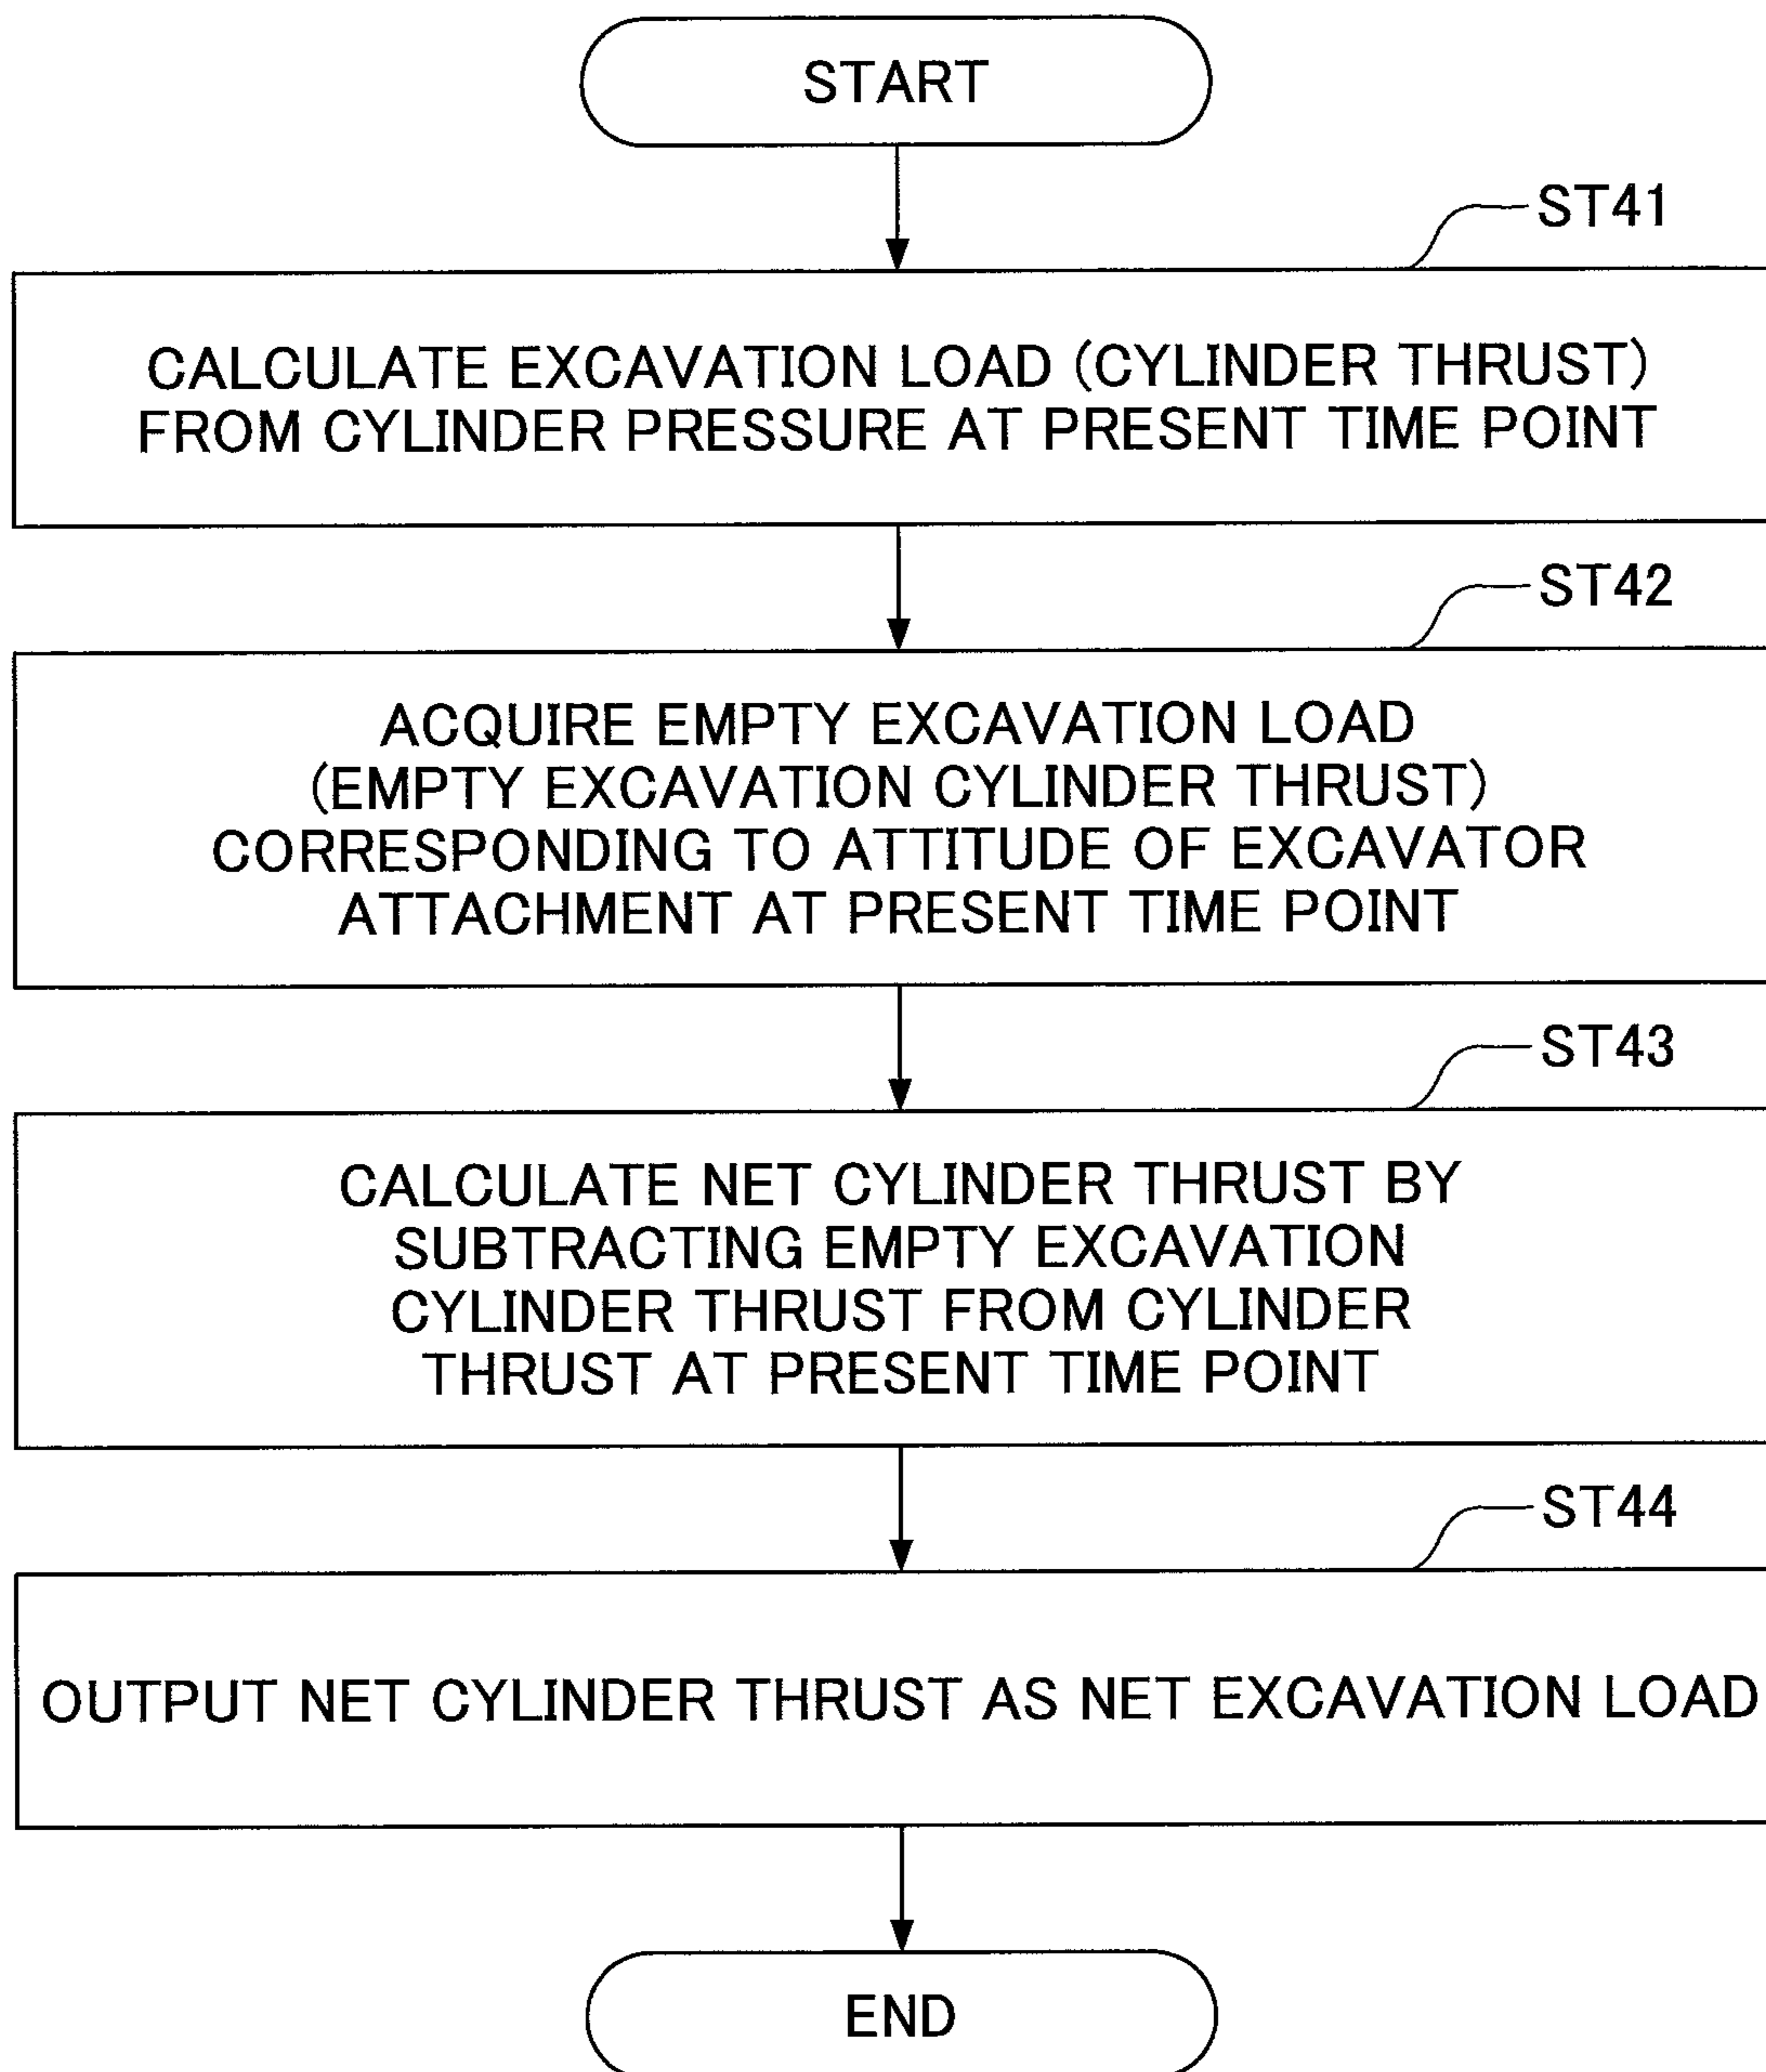 START
ST41
CALCULATE EXCAVATION LOAD (CYLINDER THRUST)
FROM CYLINDER PRESSURE AT PRESENT TIME POINT
ST42
ACQUIRE EMPTY EXCAVATION LOAD
(EMPTY EXCAVATION CYLINDER THRUST)
CORRESPONDING TO ATTITUDE OF EXCAVATOR
ATTACHMENT AT PRESENT TIME POINT
ST43
CALCULATE NET CYLINDER THRUST BY
SUBTRACTING EMPTY EXCAVATION
CYLINDER THRUST FROM CYLINDER
THRUST AT PRESENT TIME POINT
ST44
OUTPUT NET CYLINDER THRUST AS NET EXCAVATION LOAD
END